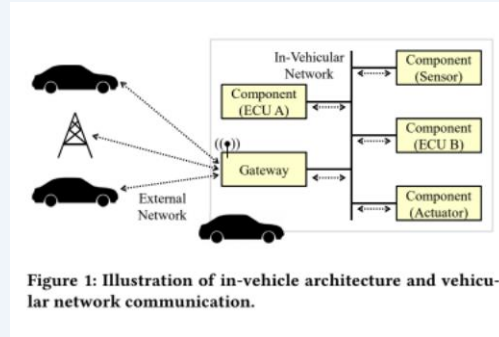 In-Vehicular
Network
Component
(Sensor)
Component
(ECU A)
Component
(ECU B)
((•))
Gateway
External
Network
Component
(Actuator)
Figure 1: Illustration of in-vehicle architecture and vehicu-
lar network communication.